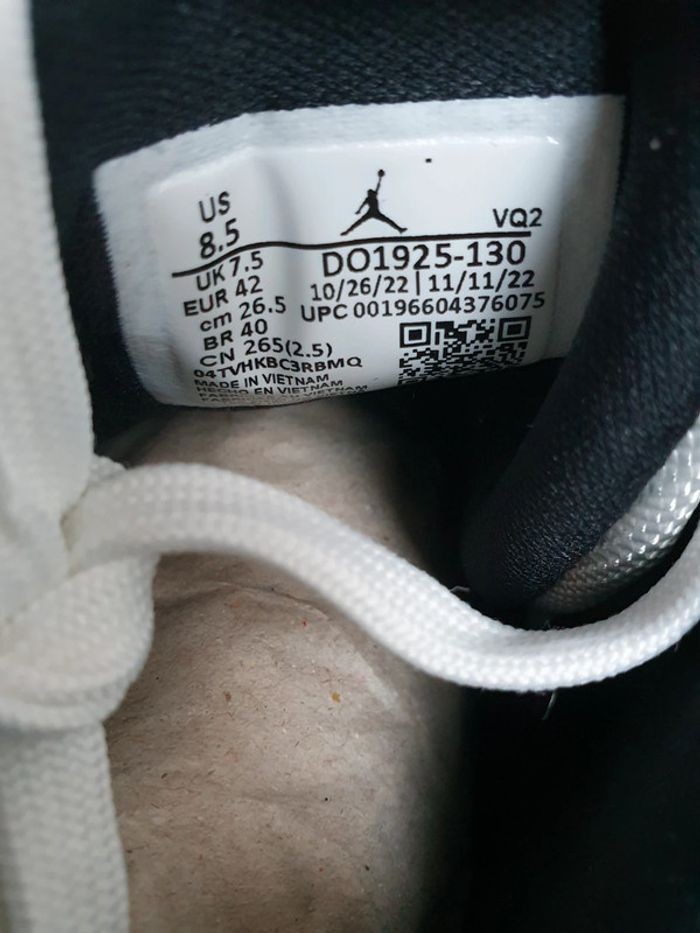 US
8.5
UK 7.5
EUR 42
cm 26.5
BR 40
CN 265(2.5)
04TVHKBC3RBMQ
MADE IN VIETNAM
HECHO EN VIETNAM
VQ2
DO1925-130
10/26/22 | 11/11/22
UPC 00196604376075